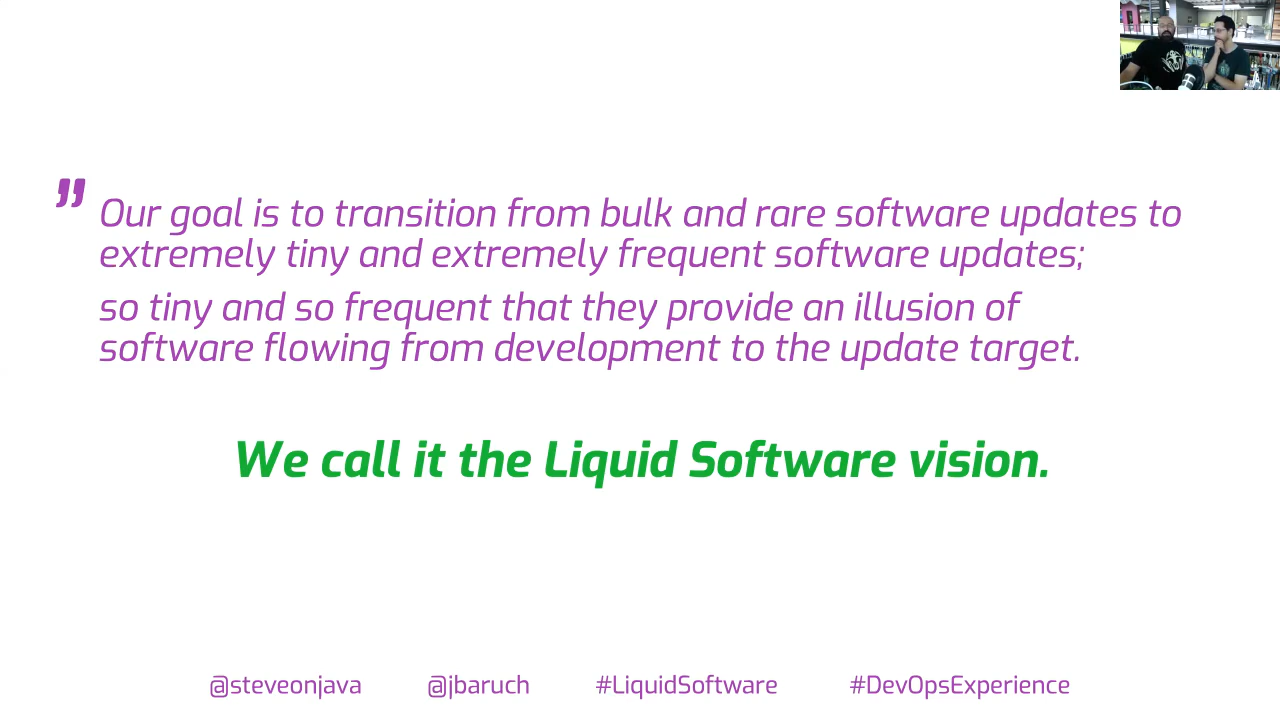 ” Our goal is to transition from bulk and rare software updates to
extremely tiny and extremely frequent software updates;
so tiny and so frequent that they provide an illusion of
software flowing from development to the update target.
We call it the Liquid Software vision.
@steveonjava @jbaruch #LiquidSoftware #DevOpsExperience